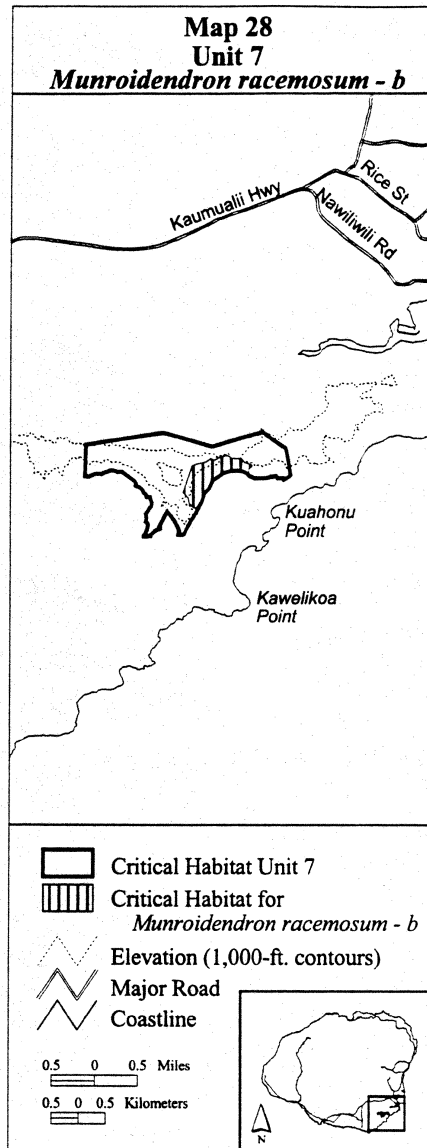 Map 28
Unit 7
Munroidendron racemosum - b
Kaumualii Hwy
Rice St
Nawiliwili Rd
Kuahonu
Point
Kawelikoa
Point
Critical Habitat Unit 7
Critical Habitat for
Munroidendron racemosum - b
Elevation (1,000-ft. contours)
Major Road
Coastline
0.5 0 0.5 Miles
0.5 0 0.5 Kilometers
N